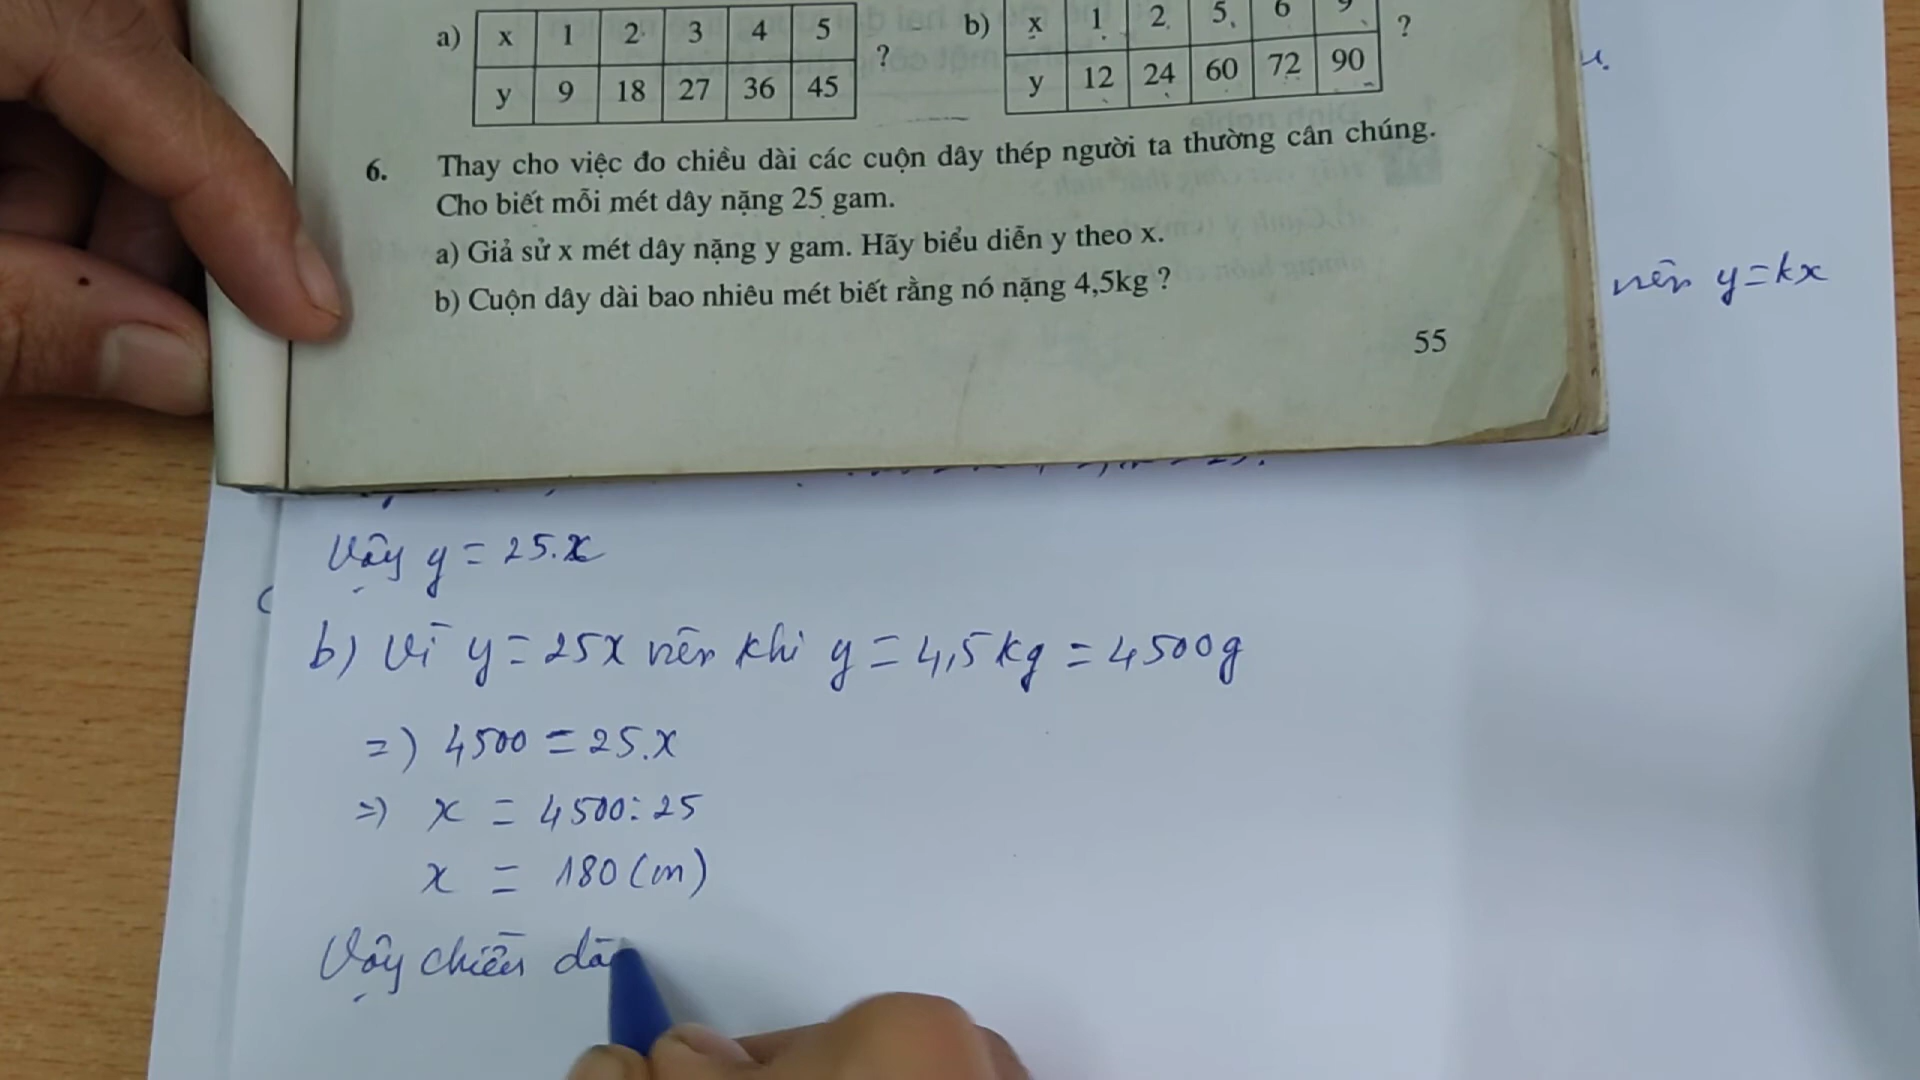 a) x 1 2 3 4 5 ?
y 9 18 27 36 45
b) x 1 2 5 6 9 ?
y 12 24 60 72 90
6. Thay cho việc đo chiều dài các cuộn dây thép người ta thường cân chúng.
Cho biết mỗi mét dây nặng 25 gam.
a) Giả sử x mét dây nặng y gam. Hãy biểu diễn y theo x.
b) Cuộn dây dài bao nhiêu mét biết rằng nó nặng 4,5kg ?
55
nên y=kx
Vậy y = 25.x
b) Vì y = 25x nên khi y = 4,5kg = 4500g
=) 4500 = 25.x
=) x = 4500:25
x = 180 (m)
Vậy chiều